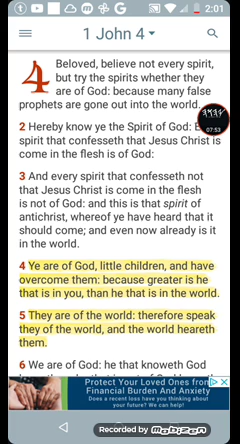 2:01
1 John 4
4 Beloved, believe not every spirit,
but try the spirits whether they
are of God: because many false
prophets are gone out into the world.
07:53
2 Hereby know ye the Spirit of God:
spirit that confesseth that Jesus Christ is
come in the flesh is of God:
3 And every spirit that confesseth not
that Jesus Christ is come in the flesh
is not of God: and this is that spirit of
antichrist, whereof ye have heard that it
should come; and even now already is it
in the world.
4 Ye are of God, little children, and have
overcome them: because greater is he
that is in you, than he that is in the world.
5 They are of the world: therefore speak
they of the world, and the world heareth
them.
6 We are of God: he that knoweth God
Protect Your Loved Ones from
Financial Burden And Anxiety
Does a recent loss have you thinking about
your future? We can help!
Recorded by Mobizen